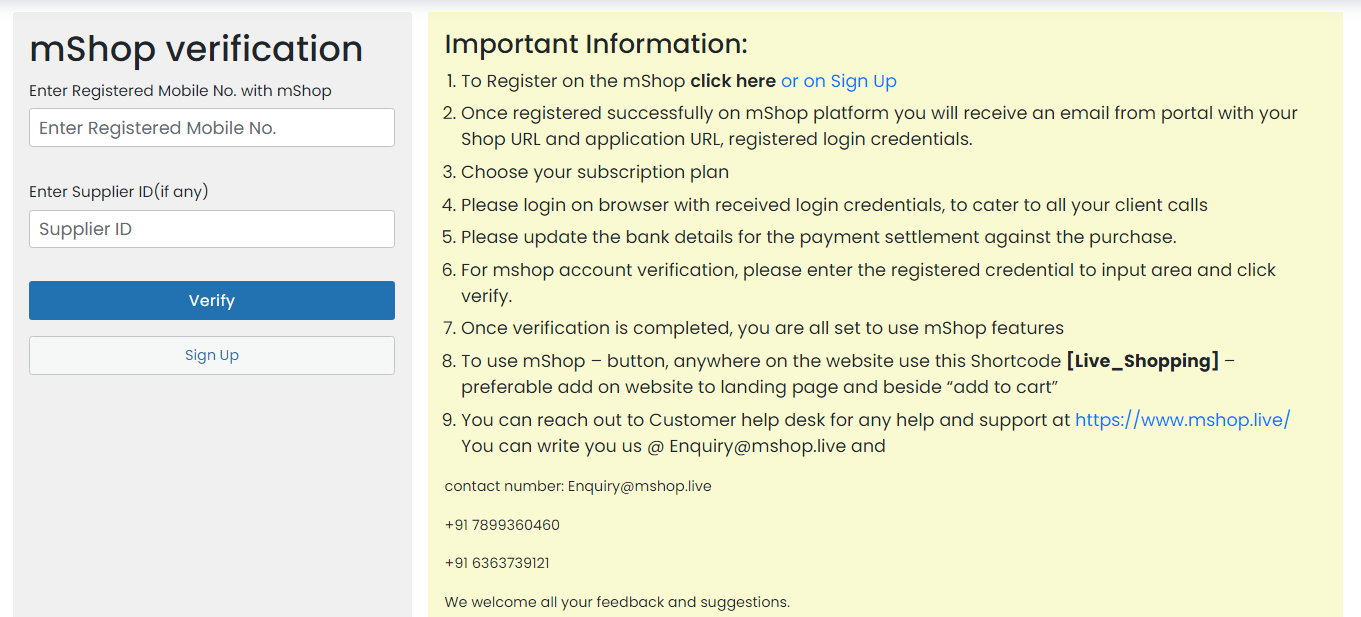 mShop verification
Enter Registered Mobile No. with mShop
Enter Registered Mobile No.
Enter Supplier ID(if any)
Supplier ID
Verify
Sign Up
Important Information:
1. To Register on the mShop click here or on Sign Up
2. Once registered successfully on mShop platform you will receive an email from portal with your
Shop URL and application URL, registered login credentials.
3. Choose your subscription plan
4. Please login on browser with received login credentials, to cater to all your client calls
5. Please update the bank details for the payment settlement against the purchase.
6. For mshop account verification, please enter the registered credential to input area and click
verify.
7. Once verification is completed, you are all set to use mShop features
8. To use mShop – button, anywhere on the website use this Shortcode [Live_Shopping] –
preferable add on website to landing page and beside “add to cart”
9. You can reach out to Customer help desk for any help and support at https://www.mshop.live/
You can write you us @ Enquiry@mshop.live and
contact number: Enquiry@mshop.live
+91 7899360460
+91 6363739121
We welcome all your feedback and suggestions.